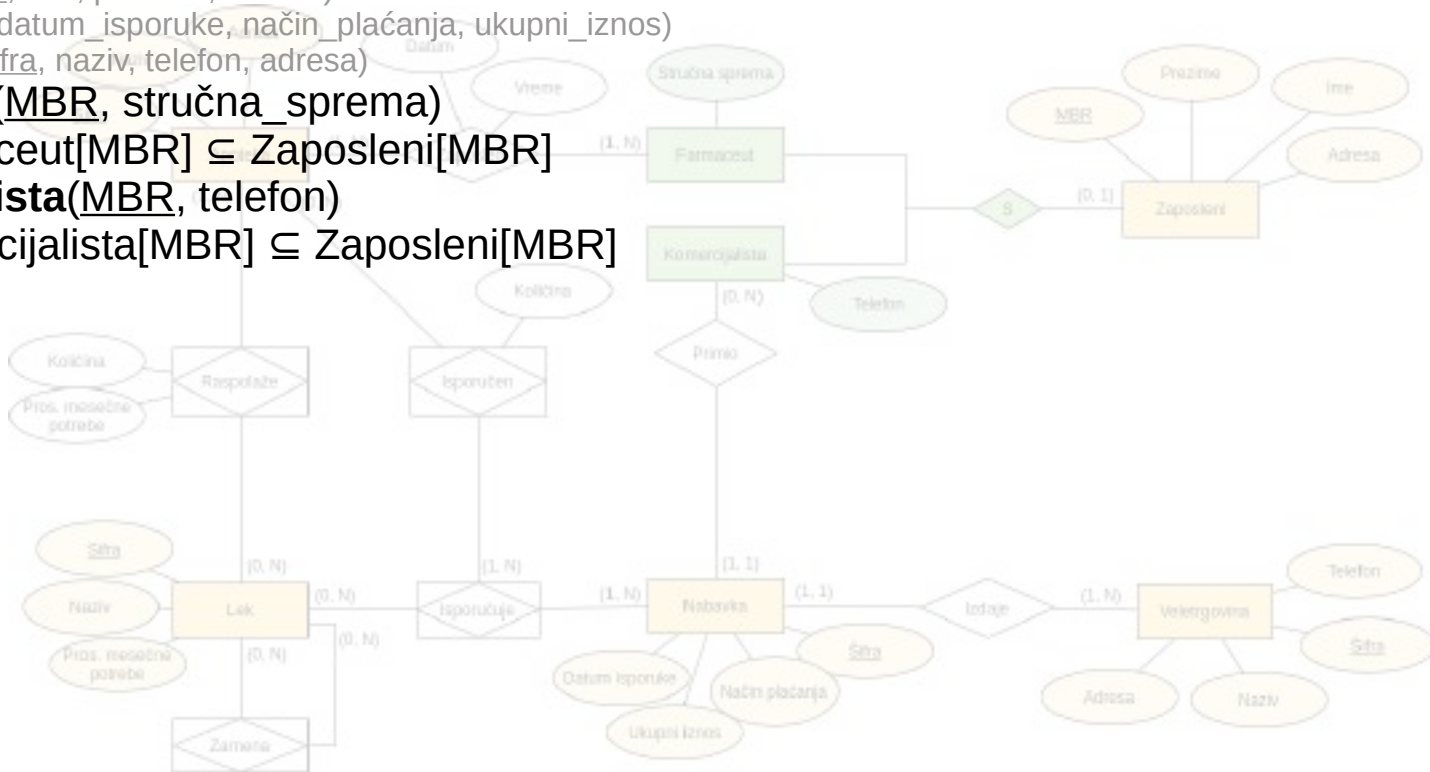 datum_isporuke, način_plaćanja, ukupni_iznos)
fra, naziv, telefon, adresa)
(MBR, stručna_sprema)
ceut[MBR] ⊆ Zaposleni[MBR]
ista(MBR, telefon)
cijalista[MBR] ⊆ Zaposleni[MBR]
Datum
Vreme
Stručna sprema
Prezime
Ime
MBR
Adresa
(1, N)
Farmaceut
S
(0, 1)
Zaposleni
Komercijalista
(0, N)
Telefon
Količina
Primio
Količina
Raspolaže
Isporučen
Pros. mesečne
potrebe
Šifra
(0, N)
(1, N)
(1, 1)
Telefon
Naziv
Lek
(0, N)
Isporučuje
(1, N)
Nabavka
(1, 1)
Izdaje
(1, N)
Veletrgovina
(0, N)
Pros. mesečne
potrebe
(0, N)
Šifra
Šifra
Datum isporuke
Način plaćanja
Adresa
Naziv
Ukupni iznos
Zamena